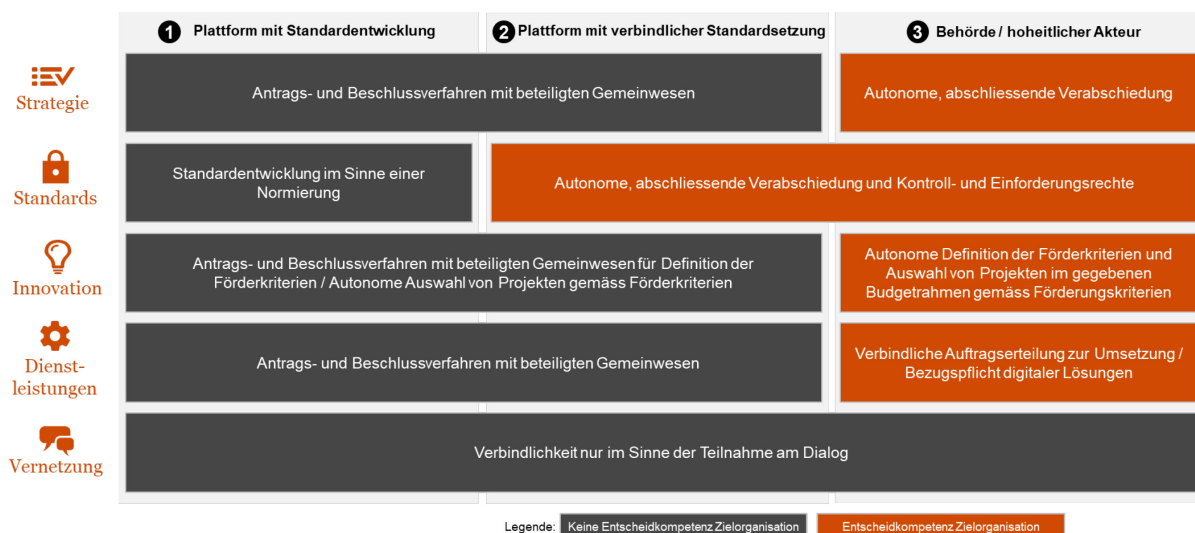 1 Plattform mit Standardentwicklung
2 Plattform mit verbindlicher Standardsetzung
3 Behörde / hoheitlicher Akteur
Strategie
Antrags- und Beschlussverfahren mit beteiligten Gemeinwesen
Autonome, abschliessende Verabschiedung
Standards
Standardentwicklung im Sinne einer
Normierung
Autonome, abschliessende Verabschiedung und Kontroll- und Einforderungsrechte
Innovation
Antrags- und Beschlussverfahren mit beteiligten Gemeinwesen für Definition der
Förderkriterien / Autonome Auswahl von Projekten gemäss Förderkriterien
Autonome Definition der Förderkriterien und
Auswahl von Projekten im gegebenen
Budgetrahmen gemäss Förderungskriterien
Dienst-
leistungen
Antrags- und Beschlussverfahren mit beteiligten Gemeinwesen
Verbindliche Auftragserteilung zur Umsetzung /
Bezugspflicht digitaler Lösungen
Vernetzung
Verbindlichkeit nur im Sinne der Teilnahme am Dialog
Legende:
Keine Entscheidkompetenz Zielorganisation
Entscheidkompetenz Zielorganisation